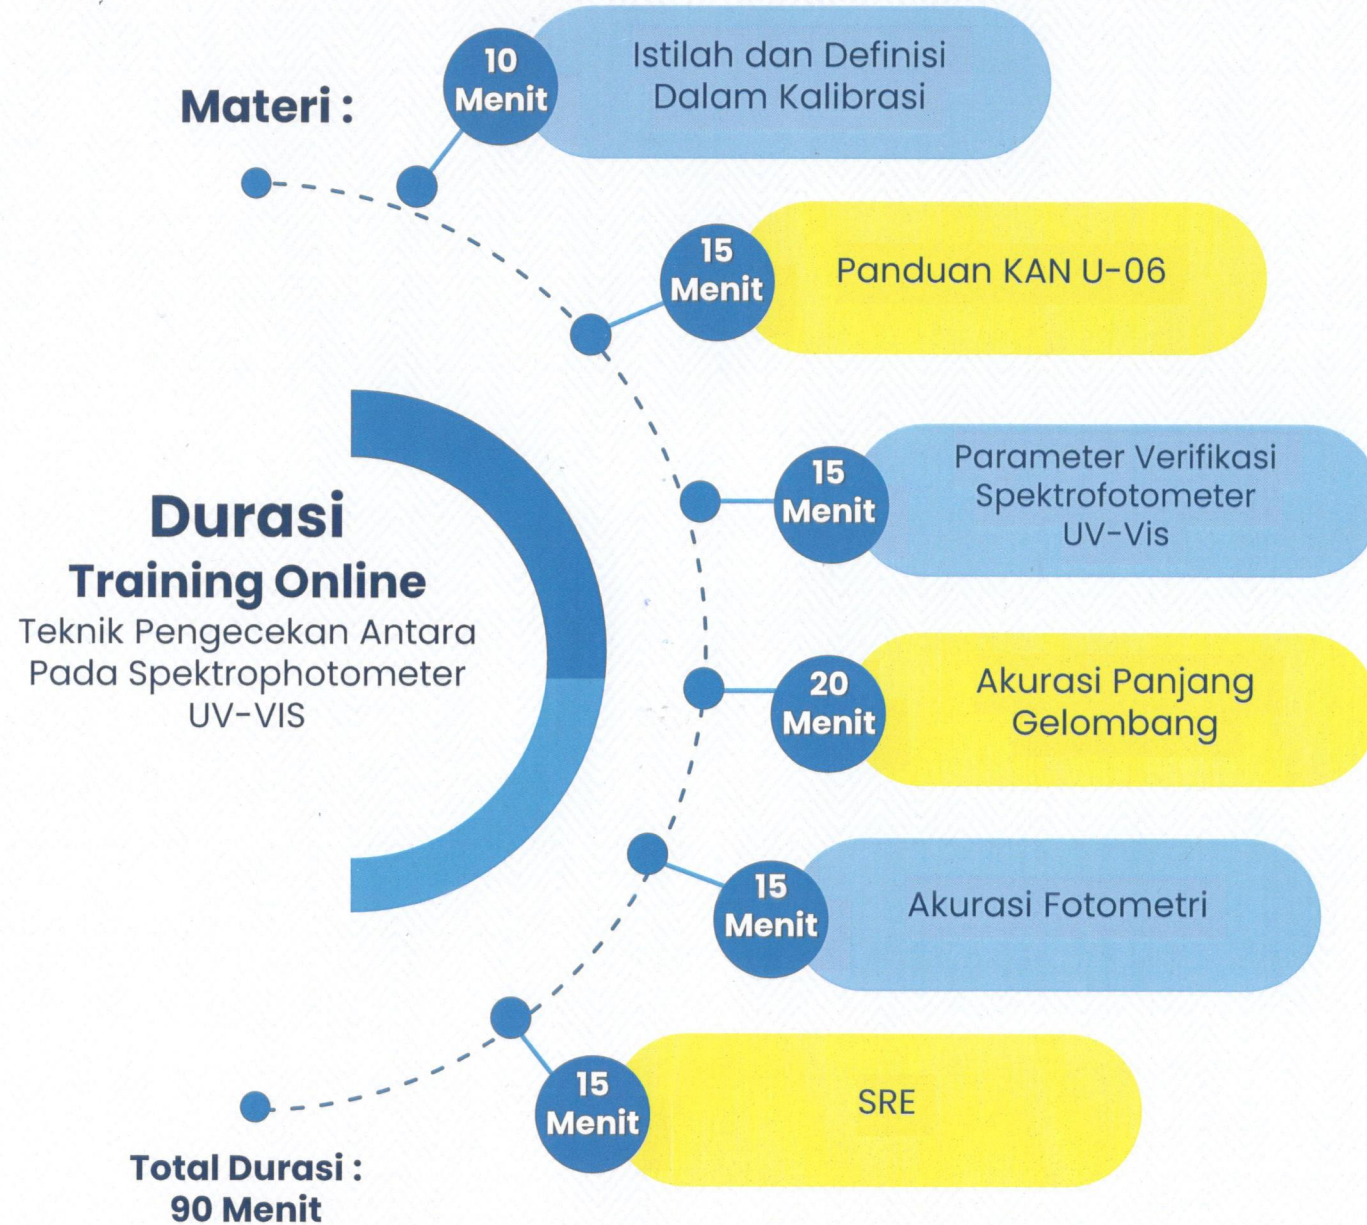 Materi :
10
Menit
Istilah dan Definisi
Dalam Kalibrasi
15
Menit
Panduan KAN U-06
15
Menit
Parameter Verifikasi
Spektrofotometer
UV-Vis
Durasi
Training Online
Teknik Pengecekan Antara
Pada Spektrophotometer
UV-VIS
20
Menit
Akurasi Panjang
Gelombang
15
Menit
Akurasi Fotometri
15
Menit
SRE
Total Durasi :
90 Menit